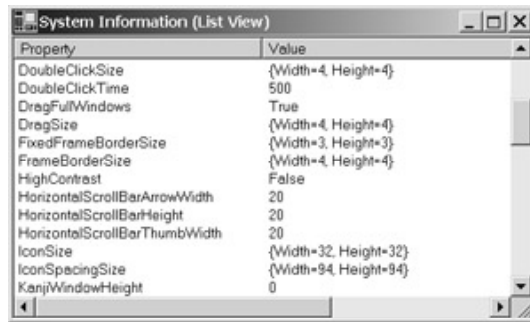 System Information (List View)
Property Value
DoubleClickSize {Width=4, Height=4}
DoubleClickTime 500
DragFullWindows True
DragSize {Width=4, Height=4}
FixedFrameBorderSize {Width=3, Height=3}
FrameBorderSize {Width=4, Height=4}
HighContrast False
HorizontalScrollBarArrowWidth 20
HorizontalScrollBarHeight 20
HorizontalScrollBarThumbWidth 20
IconSize {Width=32, Height=32}
IconSpacingSize {Width=94, Height=94}
KanjiWindowHeight 0